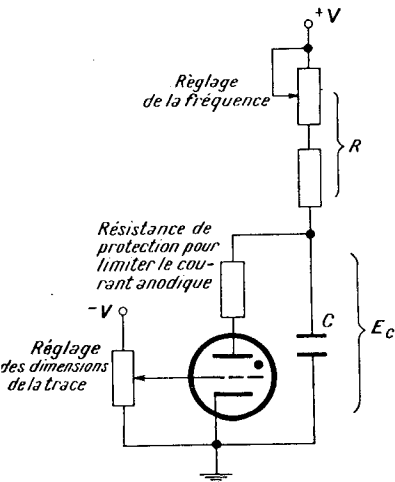 +V
Règlage
de la fréquence
R
Résistance de
protection pour
limiter le cou-
rant anodique
-V
C
Ec
Réglage
des dimensions
de la trace